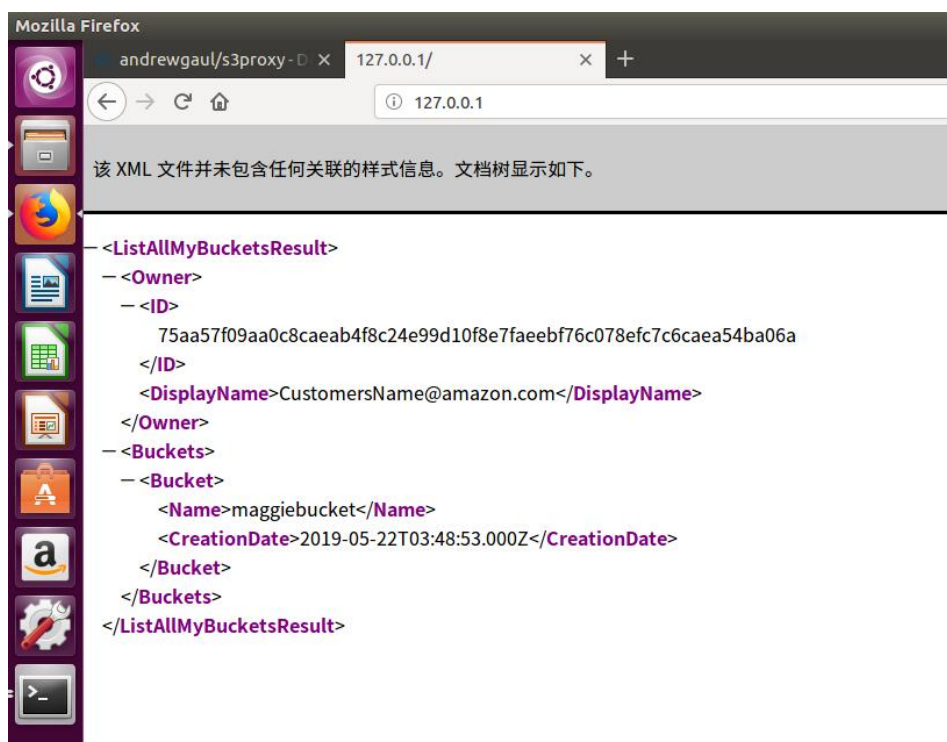 Mozilla Firefox
andrewgaul/s3proxy - D
127.0.0.1/
127.0.0.1
该 XML 文件并未包含任何关联的样式信息。文档树显示如下。
— <ListAllMyBucketsResult>
— <Owner>
— <ID>
75aa57f09aa0c8caeab4f8c24e99d10f8e7faeebf76c078efc7c6caea54ba06a
</ID>
<DisplayName>CustomersName@amazon.com</DisplayName>
</Owner>
— <Buckets>
— <Bucket>
<Name>maggiebucket</Name>
<CreationDate>2019-05-22T03:48:53.000Z</CreationDate>
</Bucket>
</Buckets>
</ListAllMyBucketsResult>